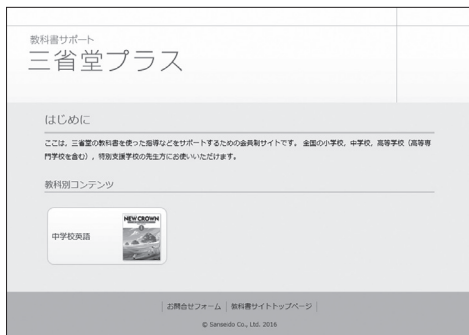 教科書サポート
三省堂プラス
はじめに
ここは，三省堂の教科書を使った指導などをサポートするための会員制サイトです。 全国の小学校，中学校，高等学校（高等専
門学校を含む），特別支援学校の先生方にお使いいただけます。
教科別コンテンツ
中学校英語
NEW CROWN
お問合せフォーム | 教科書サイトトップページ
© Sanseido Co., Ltd. 2016